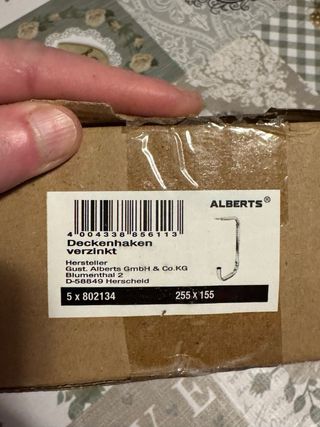 ALBERTS®
4 004338 856113
Deckenhaken
verzinkt
Hersteller
Gust. Alberts GmbH & Co.KG
Blumenthal 2
D-58849 Herscheid
5 x 802134 255 x 155